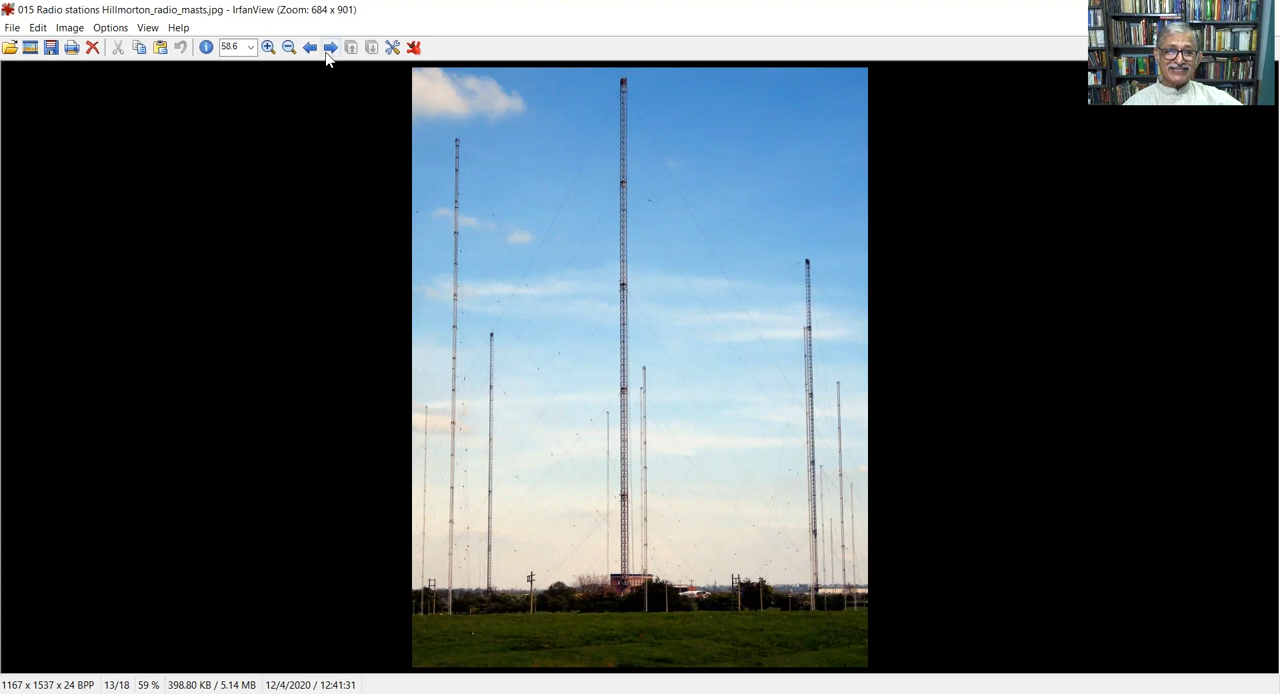 015 Radio stations Hillmorton_radio_masts.jpg - IrfanView (Zoom: 684 x 901)
File Edit Image Options View Help
58.6
1167 x 1537 x 24 BPP 13/18 59 % 398.80 KB / 5.14 MB 12/4/2020 / 12:41:31